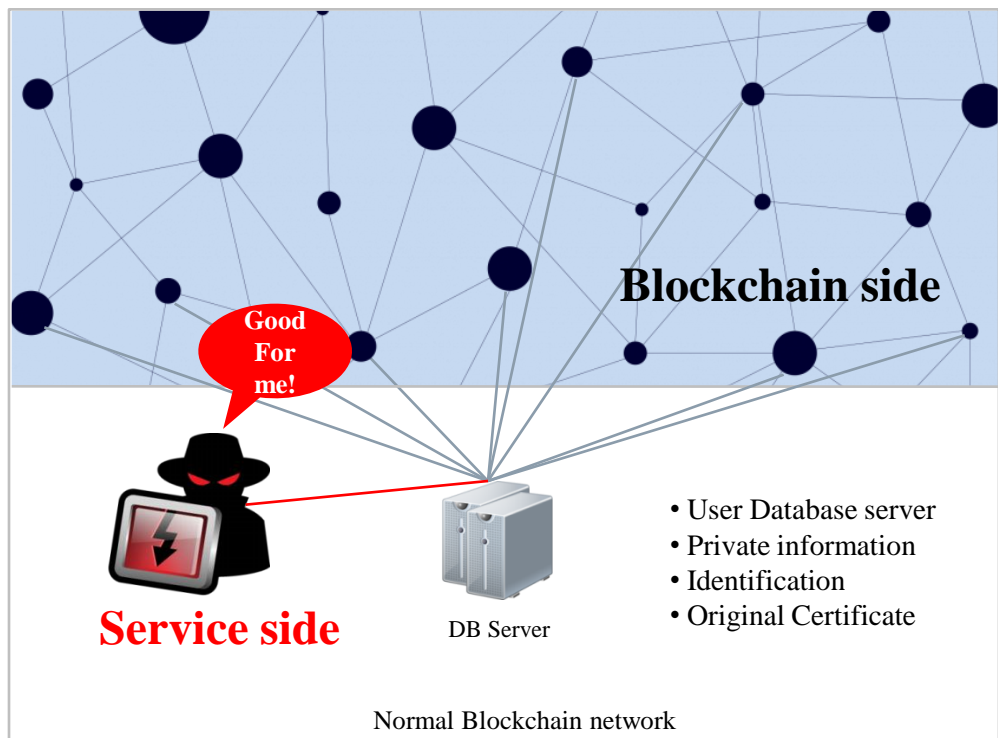 Blockchain side
Good
For
me!
• User Database server
• Private information
• Identification
• Original Certificate
Service side
DB Server
Normal Blockchain network